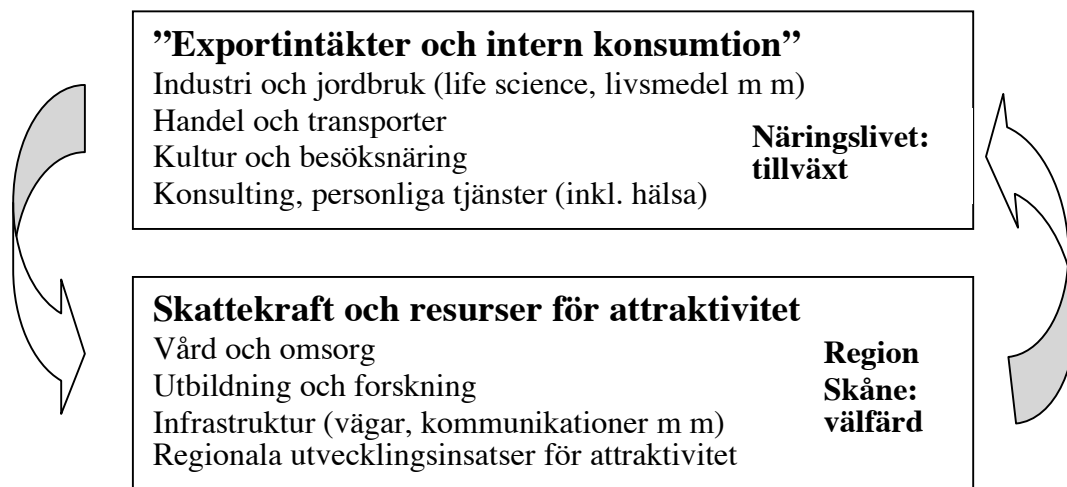 ”Exportintäkter och intern konsumtion”
Industri och jordbruk (life science, livsmedel m m)
Handel och transporter
Kultur och besöksnäring
Konsulting, personliga tjänster (inkl. hälsa)
Näringslivet:
tillväxt
Skattekraft och resurser för attraktivitet
Vård och omsorg
Utbildning och forskning
Infrastruktur (vägar, kommunikationer m m)
Regionala utvecklingsinsatser för attraktivitet
Region
Skåne:
välfärd